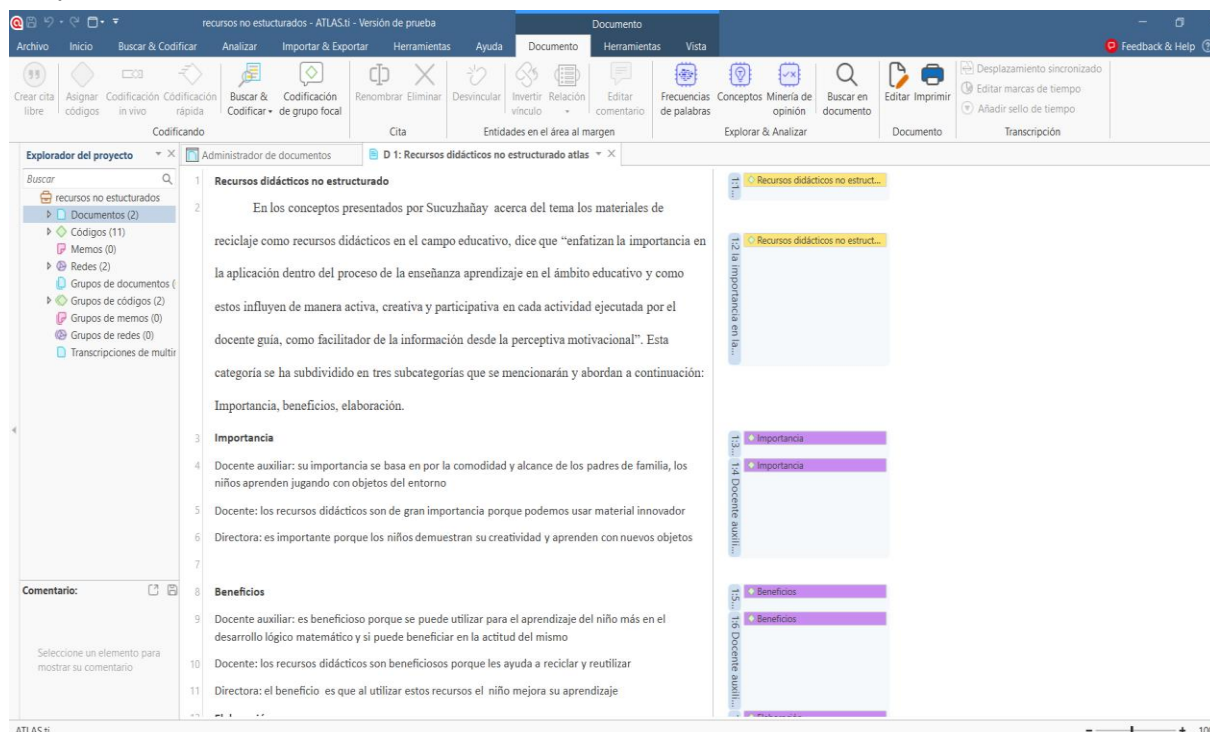 recursos no estucturados - ATLAS.ti - Versión de prueba
Documento
Archivo Inicio Buscar & Codificar Analizar Importar & Exportar Herramientas Ayuda Documento Herramientas Vista Feedback & Help
Crear cita libre
Asignar códigos
Codificación in vivo
Codificación rápida
Buscar & Codificar
Codificación de grupo focal
Renombrar Eliminar
Desvincular
Invertir vínculo
Relación
Editar comentario
Frecuencias de palabras
Conceptos
Minería de opinión
Buscar en documento
Editar Imprimir
Desplazamiento sincronizado
Editar marcas de tiempo
Añadir sello de tiempo
Codificando Cita Entidades en el área al margen Explorar & Analizar Documento Transcripción
Explorador del proyecto
Administrador de documentos
D 1: Recursos didácticos no estructurado atlas
Buscar
recursos no estucturados
Documentos (2)
Códigos (11)
Memos (0)
Redes (2)
Grupos de documentos (
Grupos de códigos (2)
Grupos de memos (0)
Grupos de redes (0)
Transcripciones de multir
Comentario:
Seleccione un elemento para
mostrar su comentario
1 Recursos didácticos no estructurado
2 En los conceptos presentados por Sucuzhañay acerca del tema los materiales de
reciclaje como recursos didácticos en el campo educativo, dice que “enfatizan la importancia en
la aplicación dentro del proceso de la enseñanza aprendizaje en el ámbito educativo y como
estos influyen de manera activa, creativa y participativa en cada actividad ejecutada por el
docente guía, como facilitador de la información desde la perceptiva motivacional”. Esta
categoría se ha subdividido en tres subcategorías que se mencionarán y abordan a continuación:
Importancia, beneficios, elaboración.
3 Importancia
4 Docente auxiliar: su importancia se basa en por la comodidad y alcance de los padres de familia, los
niños aprenden jugando con objetos del entorno
5 Docente: los recursos didácticos son de gran importancia porque podemos usar material innovador
6 Directora: es importante porque los niños demuestran su creatividad y aprenden con nuevos objetos
7
8 Beneficios
9 Docente auxiliar: es beneficioso porque se puede utilizar para el aprendizaje del niño más en el
desarrollo lógico matemático y si puede beneficiar en la actitud del mismo
10 Docente: los recursos didácticos son beneficiosos porque les ayuda a reciclar y reutilizar
11 Directora: el beneficio es que al utilizar estos recursos el niño mejora su aprendizaje
1:1...
Recursos didácticos no estruct...
1:2 la importancia en la...
Recursos didácticos no estruct...
1:3...
Importancia
1:4 Docente auxili...
Importancia
1:5...
Beneficios
1:6 Docente auxili...
Beneficios
ATLAS.ti